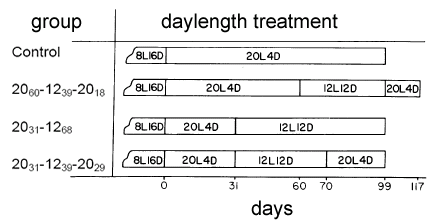 group daylength treatment
Control 8L16D 20L4D
20₆₀-12₃₉-20₁₈ 8L16D 20L4D 12L12D 20L4D
20₃₁-12₆₈ 8L16D 20L4D 12L12D
20₃₁-12₃₉-20₂₉ 8L16D 20L4D 12L12D 20L4D
0 31 60 70 99 117
days